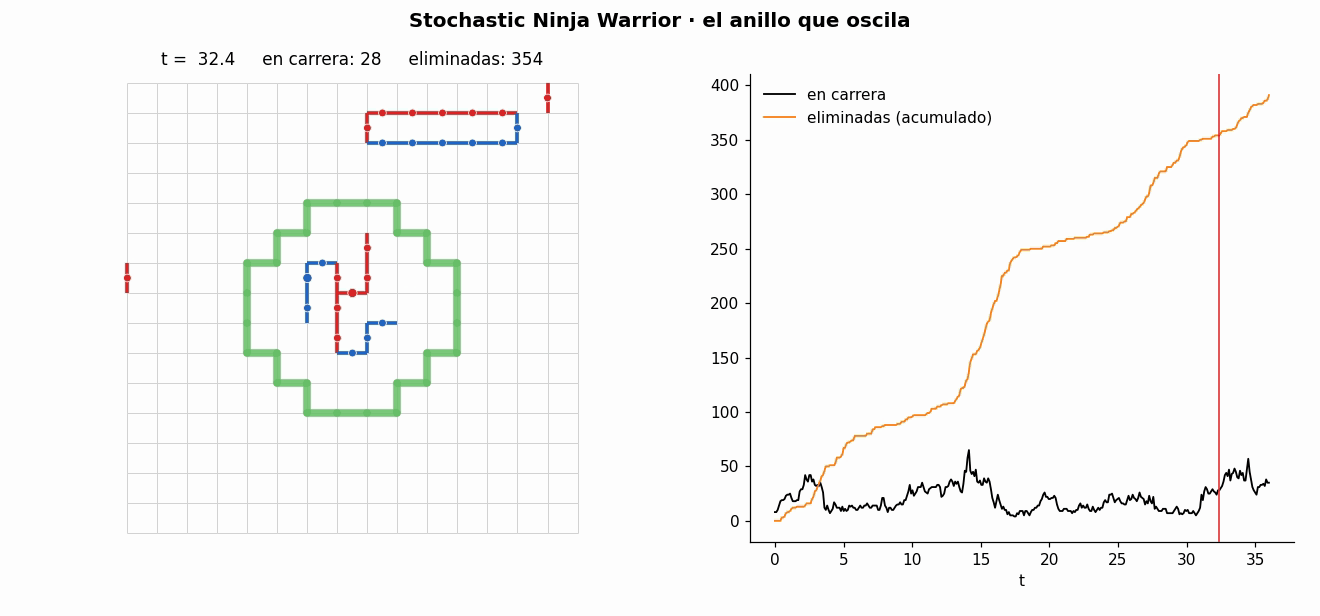 Stochastic Ninja Warrior · el anillo que oscila
t =  32.4     en carrera: 28     eliminadas: 354
en carrera
eliminadas (acumulado)
400
350
300
250
200
150
100
50
0
0 5 10 15 20 25 30 35
t